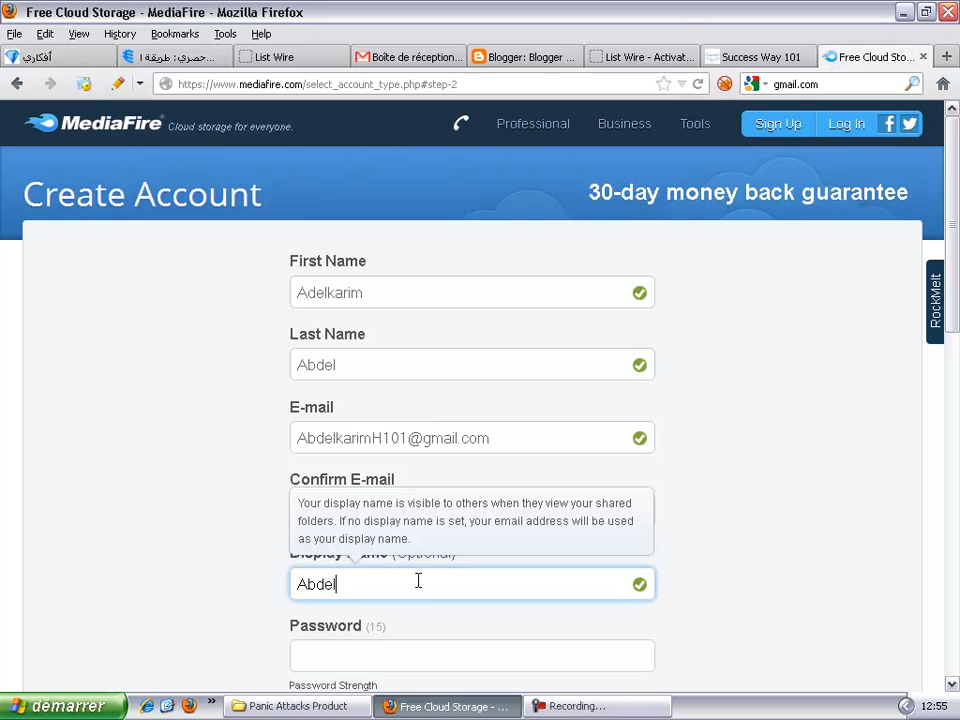 Free Cloud Storage - MediaFire - Mozilla Firefox
File Edit View History Bookmarks Tools Help
أفكاري
حصري: طريقة ا...
List Wire
Boîte de réception...
Blogger: Blogger ...
List Wire - Activat...
Success Way 101
Free Cloud Sto...
https://www.mediafire.com/select_account_type.php#step-2
gmail.com
MediaFire Cloud storage for everyone.
Professional Business Tools Sign Up Log In
Create Account
30-day money back guarantee
First Name
Adelkarim
Last Name
Abdel
E-mail
AbdelkarimH101@gmail.com
Confirm E-mail
Your display name is visible to others when they view your shared
folders. If no display name is set, your email address will be used
as your display name.
Display Name (Optional)
Abdel
Password (15)
Password Strength
RockMelt
démarrer
Panic Attacks Product
Free Cloud Storage - ...
Recording...
12:55